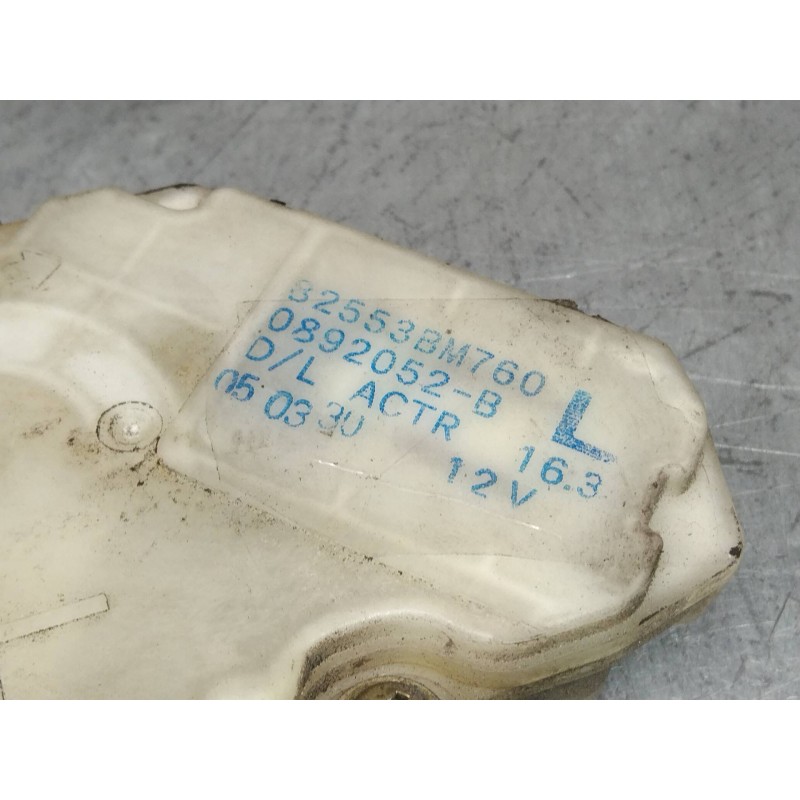 82553BM760
0892052-B
D/L ACTR L
05 03 30 16.3
12V